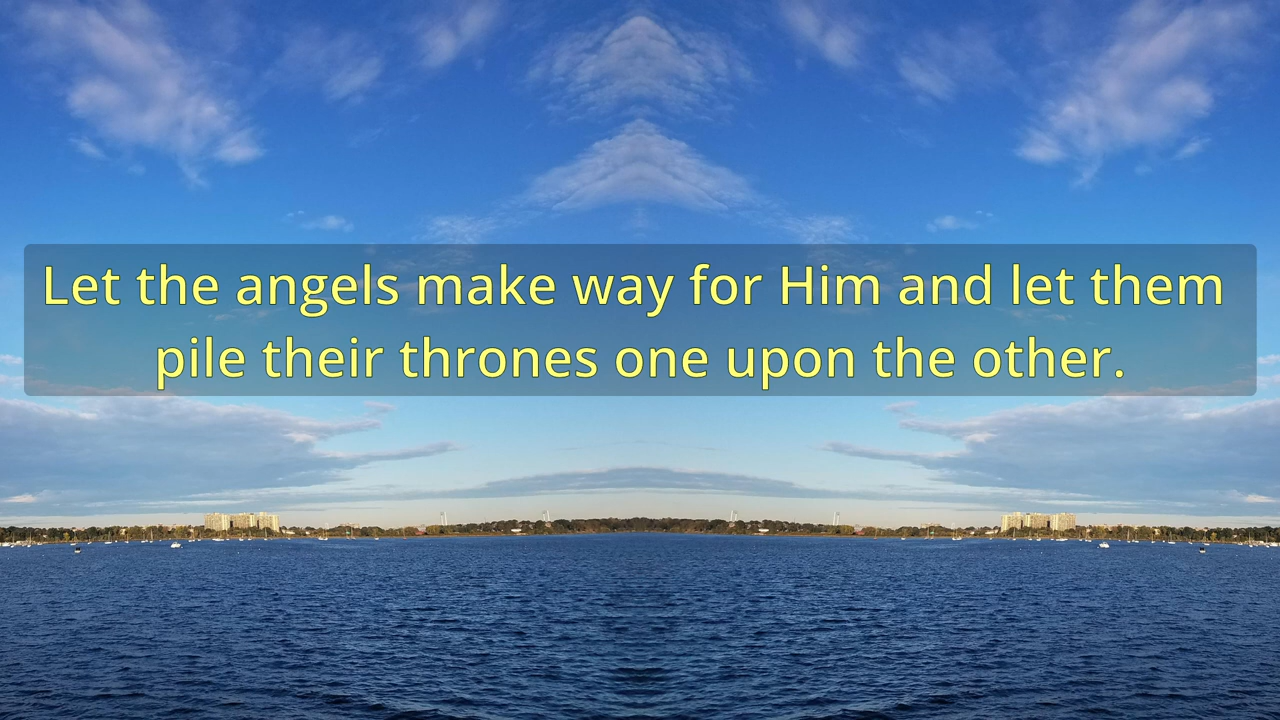 Let the angels make way for Him and let them
pile their thrones one upon the other.